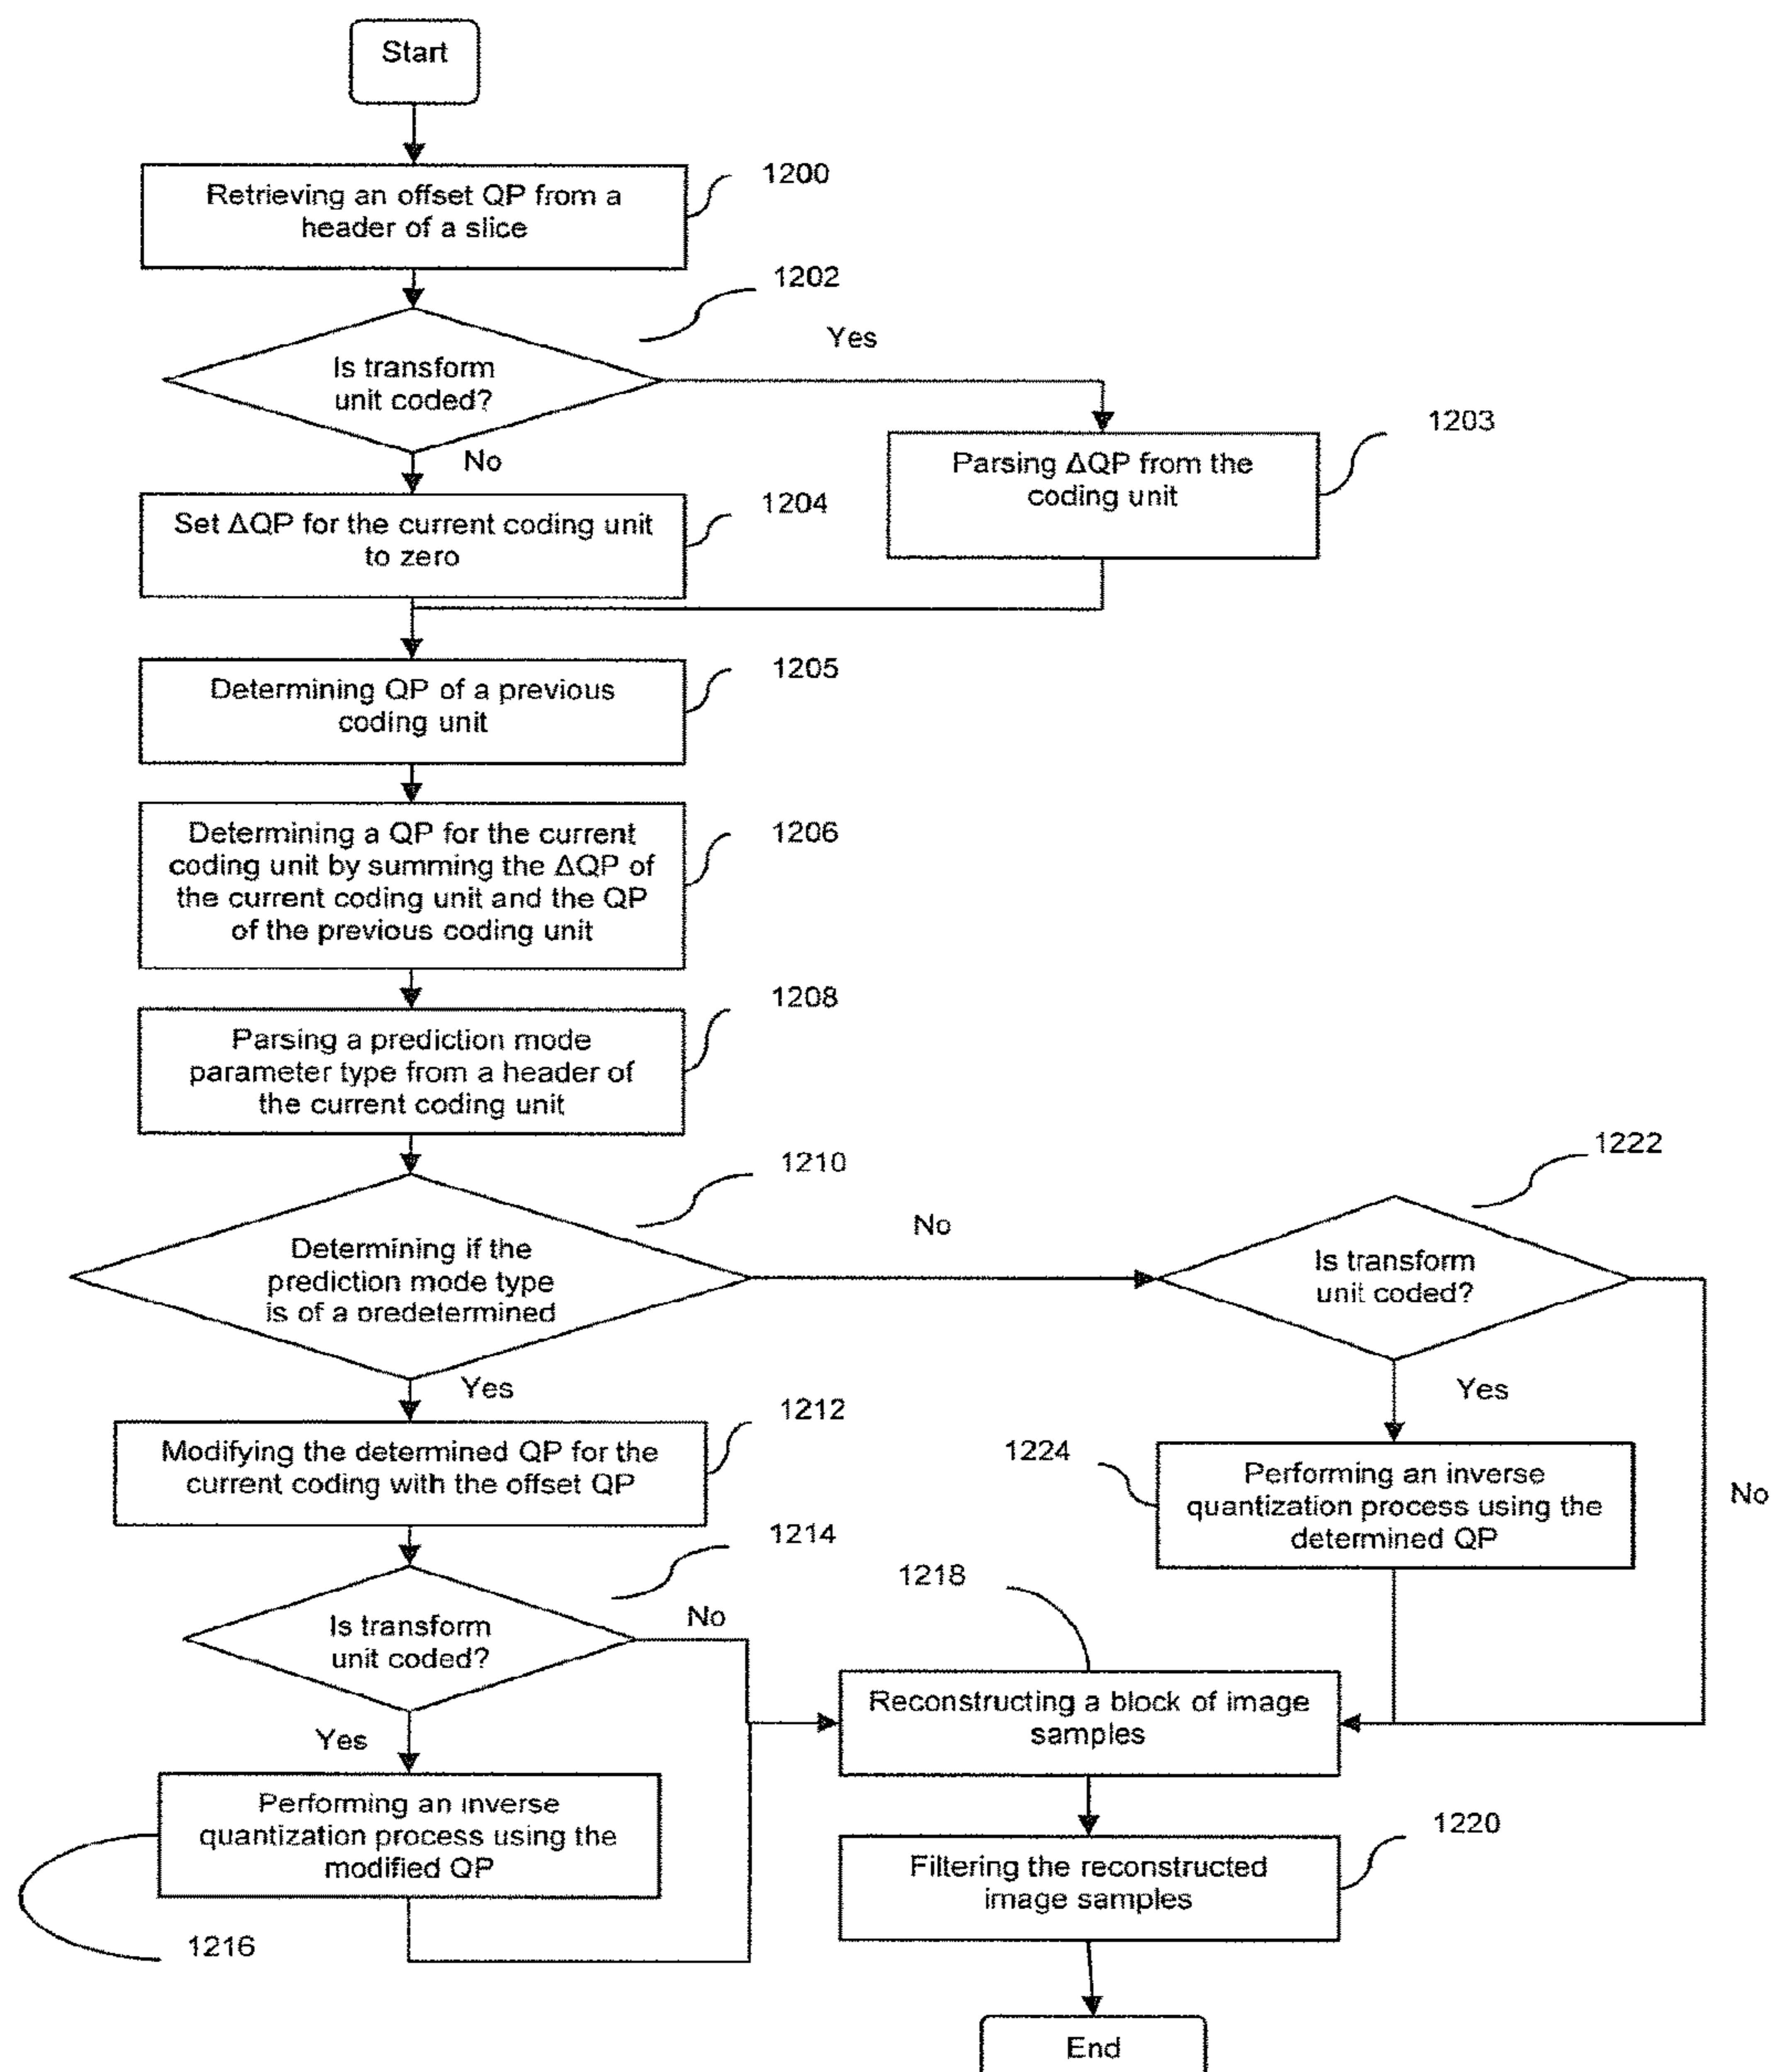 Start
Retrieving an offset QP from a
header of a slice
1200
1202
Is transform
unit coded?
Yes
No
Parsing ΔQP from the
coding unit
1203
Set ΔQP for the current coding unit
to zero
1204
Determining QP of a previous
coding unit
1205
Determining a QP for the current
coding unit by summing the ΔQP of
the current coding unit and the QP
of the previous coding unit
1206
Parsing a prediction mode
parameter type from a header of
the current coding unit
1208
1210
Determining if the
prediction mode type
is of a predetermined
No
1222
Is transform
unit coded?
Yes
No
Yes
Modifying the determined QP for the
current coding with the offset QP
1212
1224
Performing an inverse
quantization process using the
determined QP
1214
Is transform
unit coded?
No
Yes
1218
Reconstructing a block of image
samples
Performing an inverse
quantization process using the
modified QP
1216
Filtering the reconstructed
image samples
1220
End